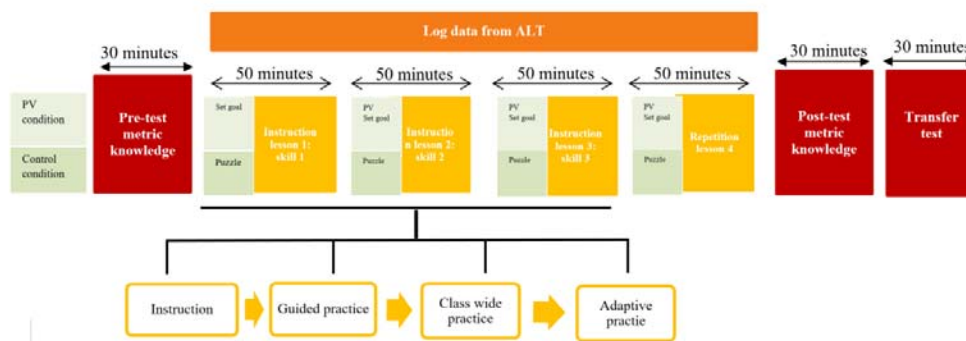 Log data from ALT
30 minutes
50 minutes
50 minutes
50 minutes
50 minutes
30 minutes
30 minutes
PV
condition
Control
condition
Pre-test
metric
knowledge
Set goal
Puzzle
Instruction
lesson 1:
skill 1
PV
Set goal
Puzzle
Instructio
n lesson 2:
skill 2
PV
Set goal
Puzzle
Instruction
lesson 3:
skill 3
PV
Set goal
Puzzle
Repetition
lesson 4
Post-test
metric
knowledge
Transfer
test
Instruction
Guided practice
Class wide
practice
Adaptive
practie